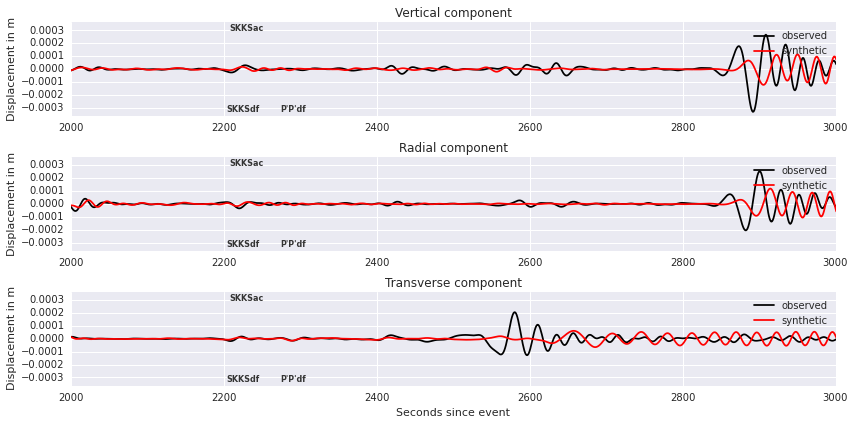 Vertical component
Displacement in m
0.0003
0.0002
0.0001
0.0000
−0.0001
−0.0002
−0.0003
SKKSac
SKKSdf P'P'df
observed
synthetic
2000 2200 2400 2600 2800 3000
Radial component
Displacement in m
0.0003
0.0002
0.0001
0.0000
−0.0001
−0.0002
−0.0003
SKKSac
SKKSdf P'P'df
observed
synthetic
2000 2200 2400 2600 2800 3000
Transverse component
Displacement in m
0.0003
0.0002
0.0001
0.0000
−0.0001
−0.0002
−0.0003
SKKSac
SKKSdf P'P'df
observed
synthetic
2000 2200 2400 2600 2800 3000
Seconds since event